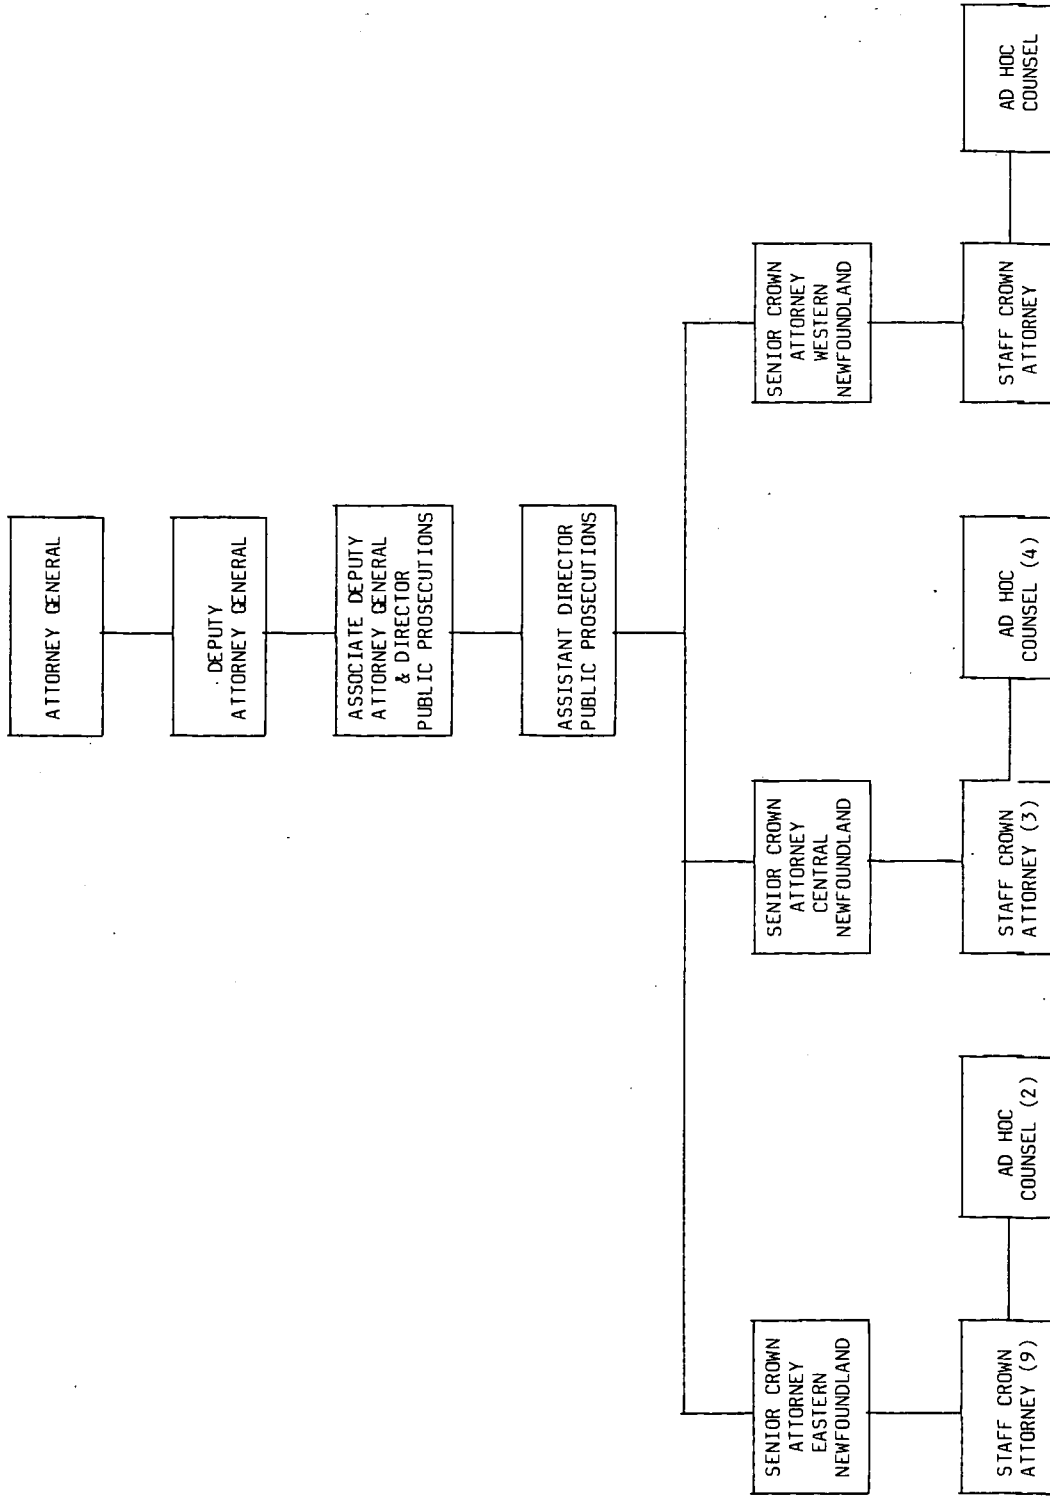 ATTORNEY GENERAL
DEPUTY
ATTORNEY GENERAL
ASSOCIATE DEPUTY
ATTORNEY GENERAL
& DIRECTOR
PUBLIC PROSECUTIONS
ASSISTANT DIRECTOR
PUBLIC PROSECUTIONS
SENIOR CROWN
ATTORNEY
EASTERN
NEWFOUNDLAND
SENIOR CROWN
ATTORNEY
CENTRAL
NEWFOUNDLAND
SENIOR CROWN
ATTORNEY
WESTERN
NEWFOUNDLAND
STAFF CROWN
ATTORNEY (9)
AD HOC
COUNSEL (2)
STAFF CROWN
ATTORNEY (3)
AD HOC
COUNSEL (4)
STAFF CROWN
ATTORNEY
AD HOC
COUNSEL